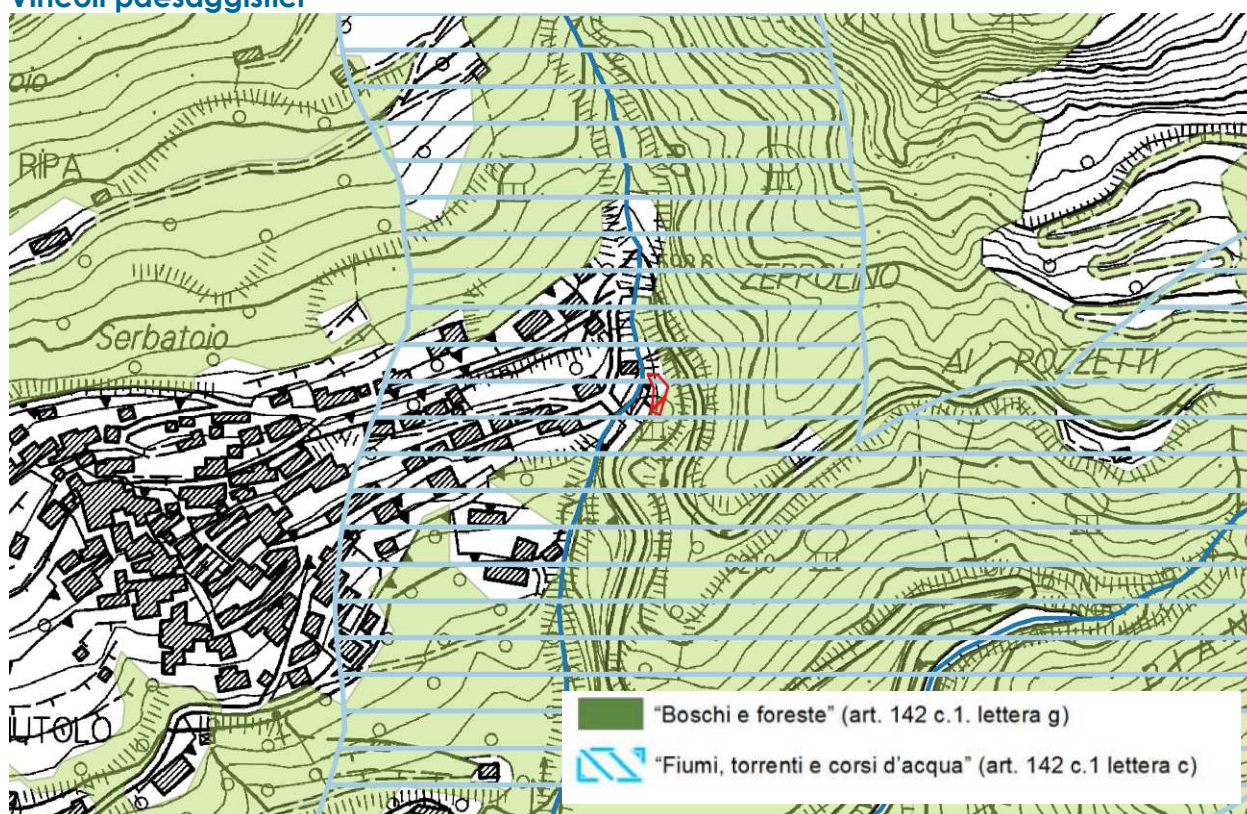 Vincoli paesaggistici
oio
RIPA
Serbatoio
ZEPPOLINO
AI POZZETTI
UTOLO
"Boschi e foreste" (art. 142 c.1. lettera g)
"Fiumi, torrenti e corsi d'acqua" (art. 142 c.1 lettera c)